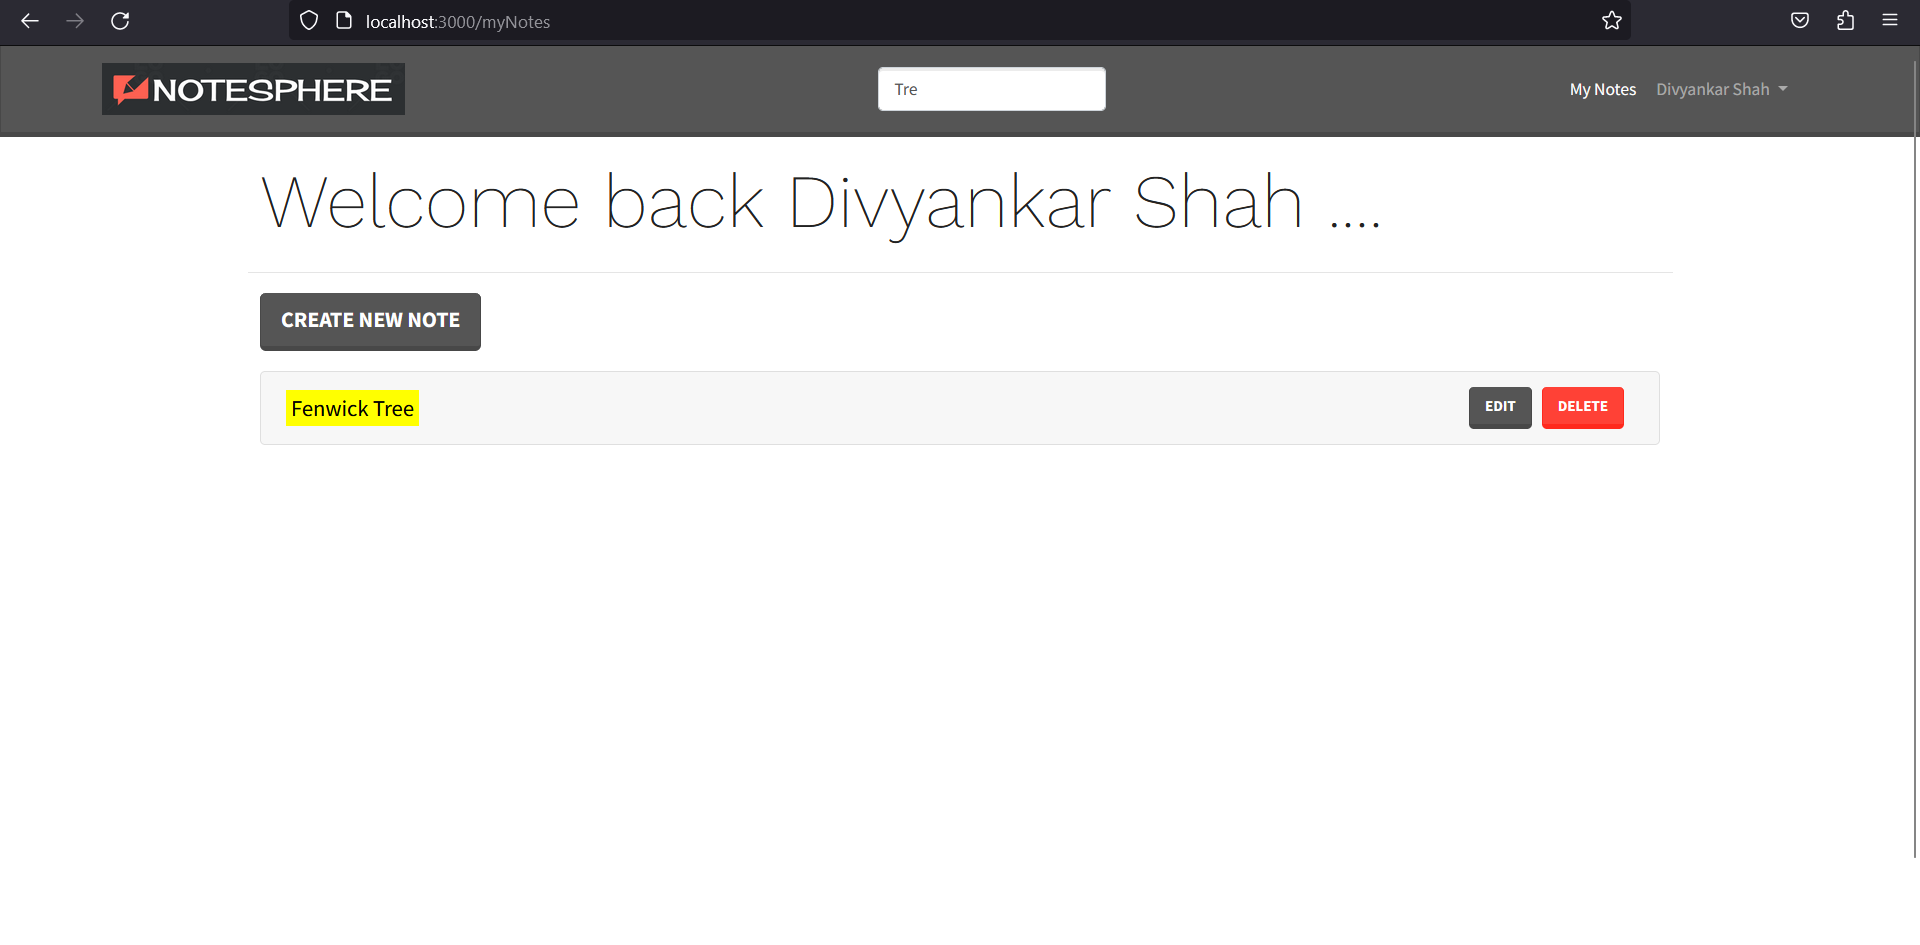 localhost:3000/myNotes
NOTESPHERE
Tre
My Notes
Divyankar Shah
Welcome back Divyankar Shah ....
CREATE NEW NOTE
Fenwick Tree
EDIT
DELETE